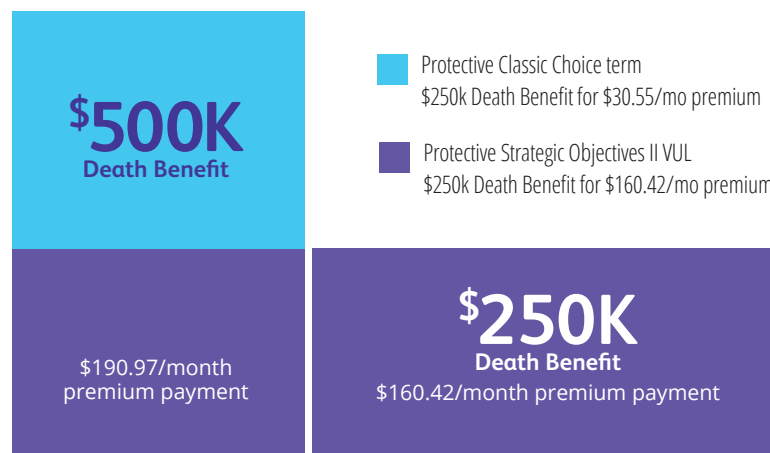 $500K
Death Benefit
$190.97/month
premium payment
Protective Classic Choice term
$250k Death Benefit for $30.55/mo premium
Protective Strategic Objectives II VUL
$250k Death Benefit for $160.42/mo premium
$250K
Death Benefit
$160.42/month premium payment